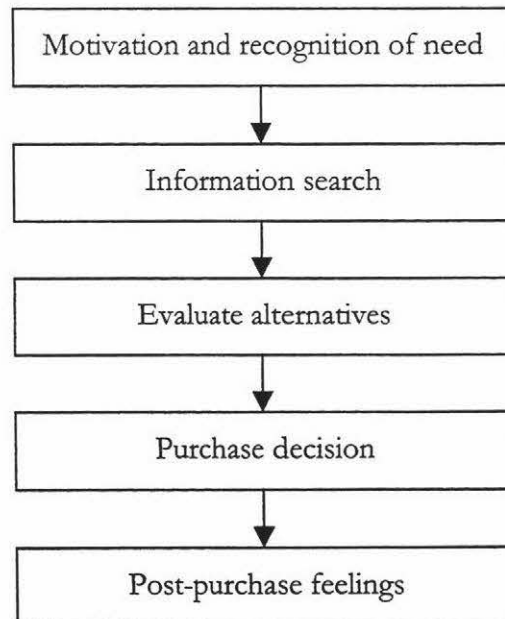 Motivation and recognition of need
Information search
Evaluate alternatives
Purchase decision
Post-purchase feelings